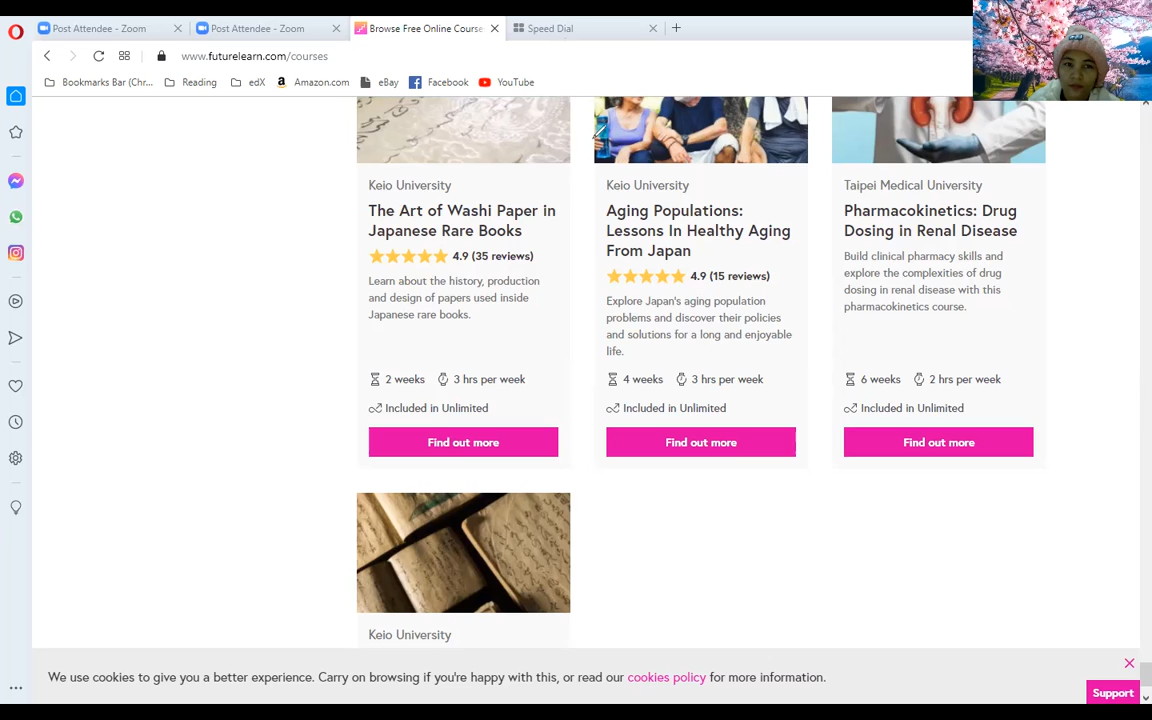 Post Attendee - Zoom
Post Attendee - Zoom
Browse Free Online Course
Speed Dial
www.futurelearn.com/courses
Bookmarks Bar (Chr...
Reading
edX
Amazon.com
eBay
Facebook
YouTube
Keio University
The Art of Washi Paper in
Japanese Rare Books
4.9 (35 reviews)
Learn about the history, production
and design of papers used inside
Japanese rare books.
2 weeks
3 hrs per week
Included in Unlimited
Find out more
Keio University
Aging Populations:
Lessons In Healthy Aging
From Japan
4.9 (15 reviews)
Explore Japan's aging population
problems and discover their policies
and solutions for a long and enjoyable
life.
4 weeks
3 hrs per week
Included in Unlimited
Find out more
Taipei Medical University
Pharmacokinetics: Drug
Dosing in Renal Disease
Build clinical pharmacy skills and
explore the complexities of drug
dosing in renal disease with this
pharmacokinetics course.
6 weeks
2 hrs per week
Included in Unlimited
Find out more
Keio University
We use cookies to give you a better experience. Carry on browsing if you're happy with this, or read our cookies policy for more information.
Support